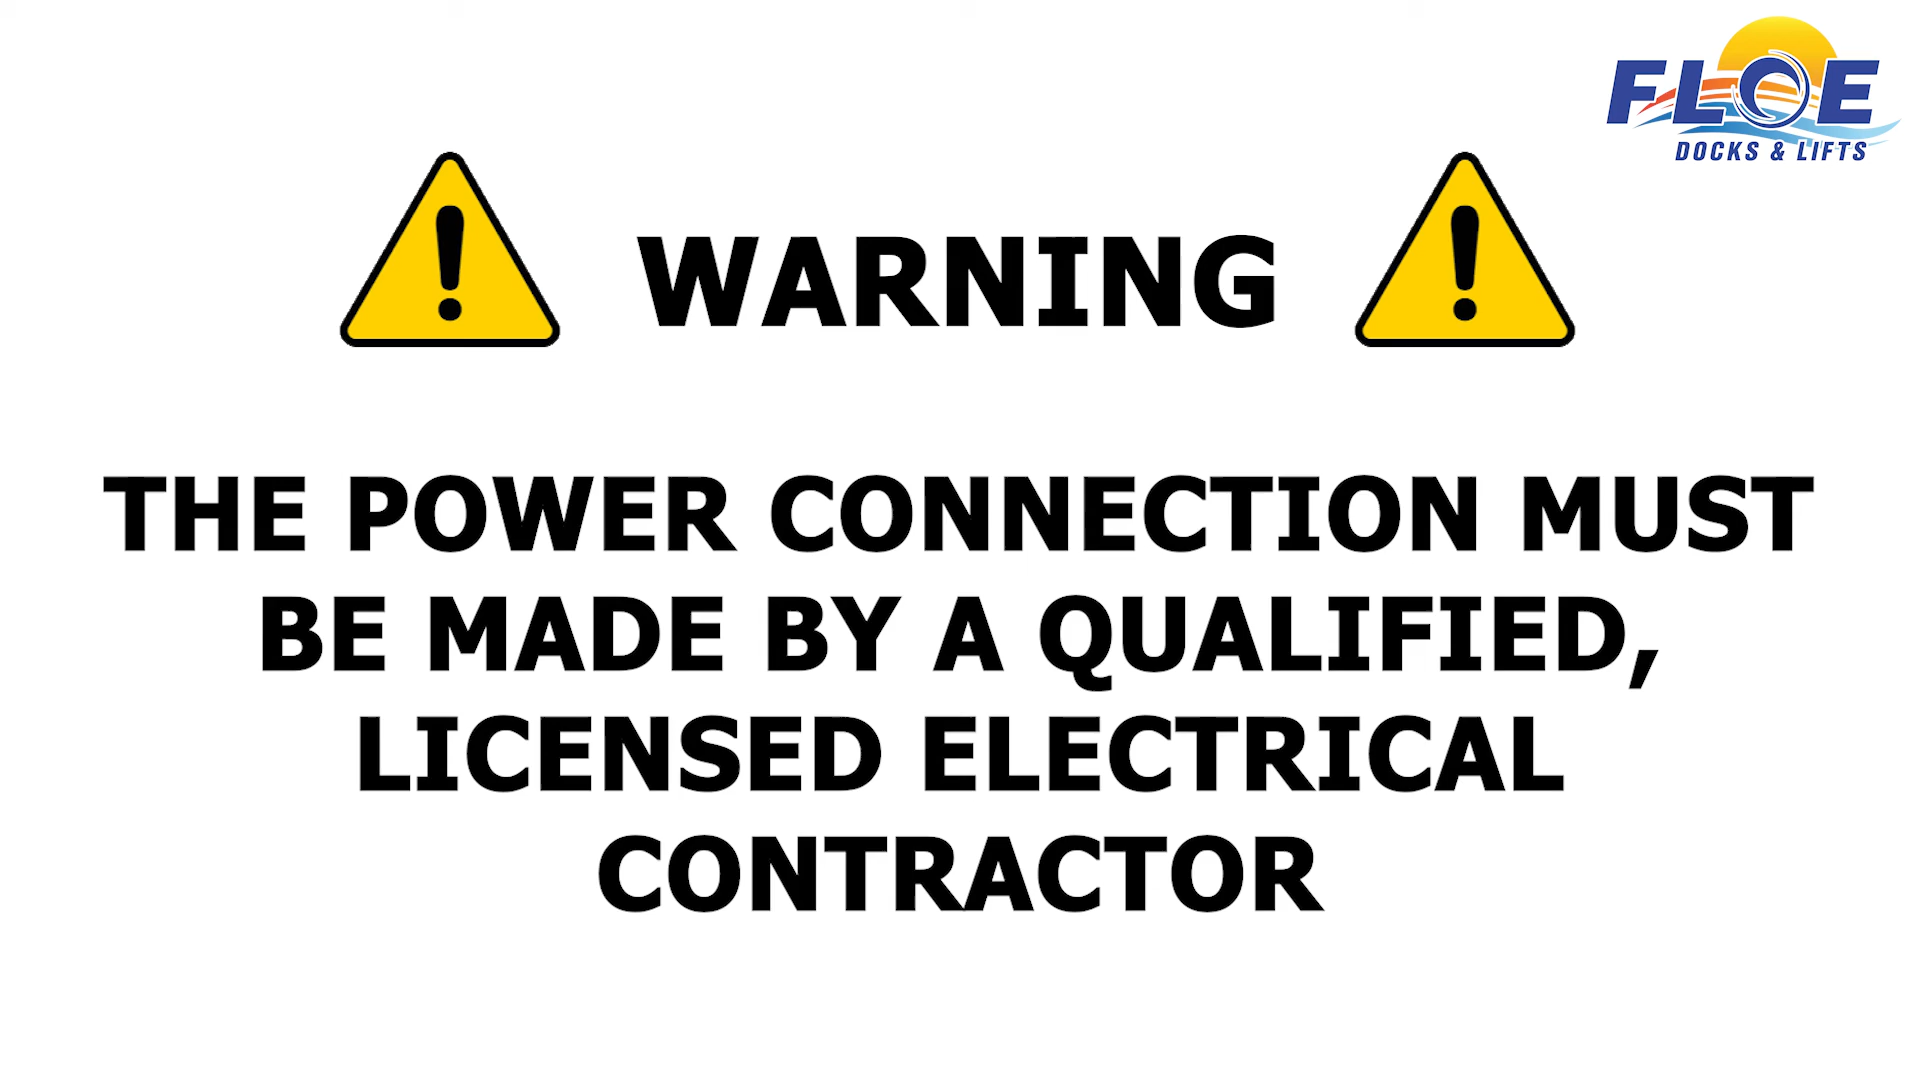 FLOE
DOCKS & LIFTS
WARNING
THE POWER CONNECTION MUST
BE MADE BY A QUALIFIED,
LICENSED ELECTRICAL
CONTRACTOR